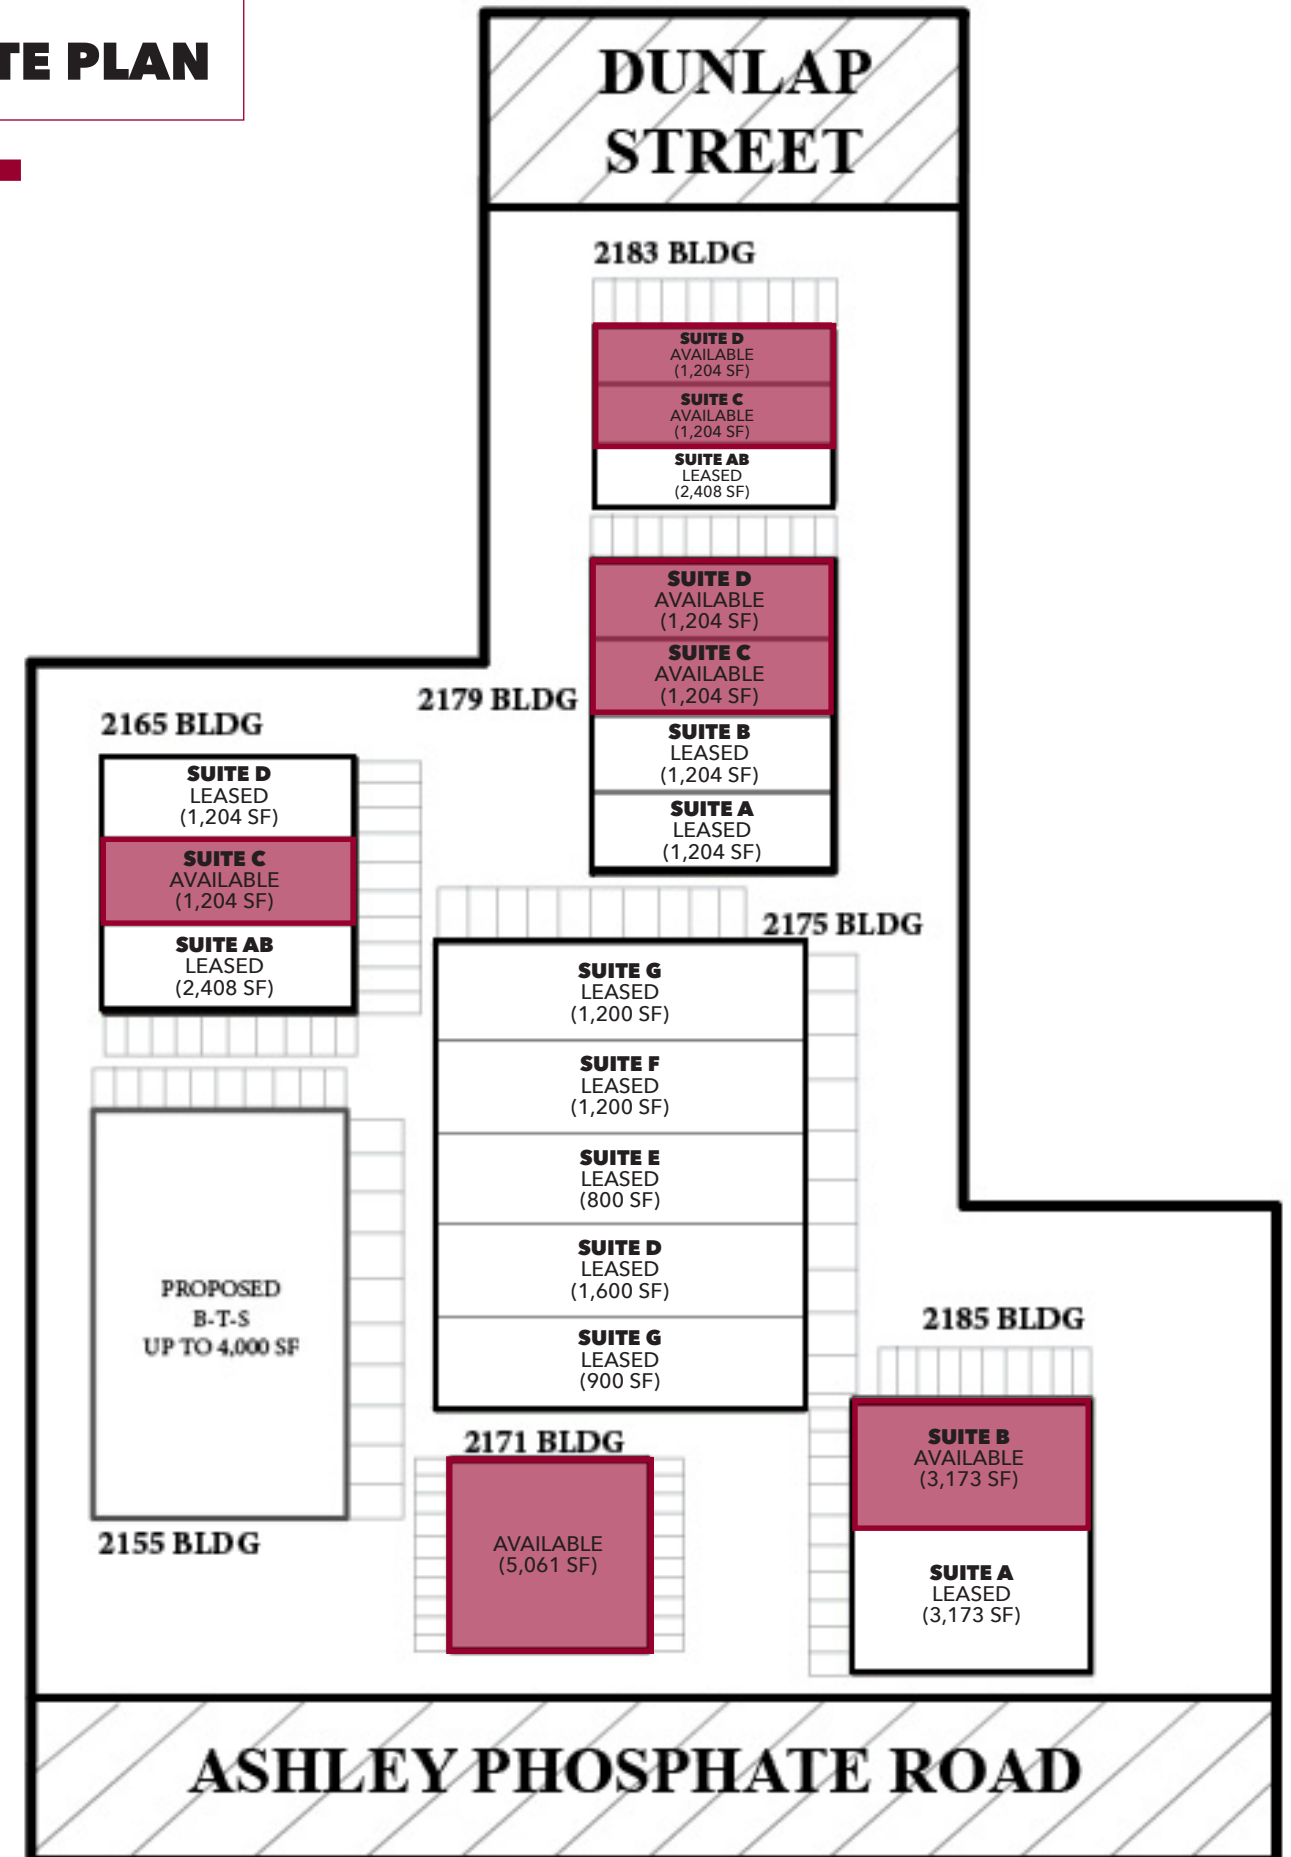 TE PLAN
DUNLAP
STREET
2183 BLDG
SUITE D
AVAILABLE
(1,204 SF)
SUITE C
AVAILABLE
(1,204 SF)
SUITE AB
LEASED
(2,408 SF)
2179 BLDG
SUITE D
AVAILABLE
(1,204 SF)
SUITE C
AVAILABLE
(1,204 SF)
SUITE B
LEASED
(1,204 SF)
SUITE A
LEASED
(1,204 SF)
2165 BLDG
SUITE D
LEASED
(1,204 SF)
SUITE C
AVAILABLE
(1,204 SF)
SUITE AB
LEASED
(2,408 SF)
2175 BLDG
SUITE G
LEASED
(1,200 SF)
SUITE F
LEASED
(1,200 SF)
SUITE E
LEASED
(800 SF)
SUITE D
LEASED
(1,600 SF)
SUITE G
LEASED
(900 SF)
PROPOSED
B-T-S
UP TO 4,000 SF
2155 BLDG
2171 BLDG
AVAILABLE
(5,061 SF)
2185 BLDG
SUITE B
AVAILABLE
(3,173 SF)
SUITE A
LEASED
(3,173 SF)
ASHLEY PHOSPHATE ROAD